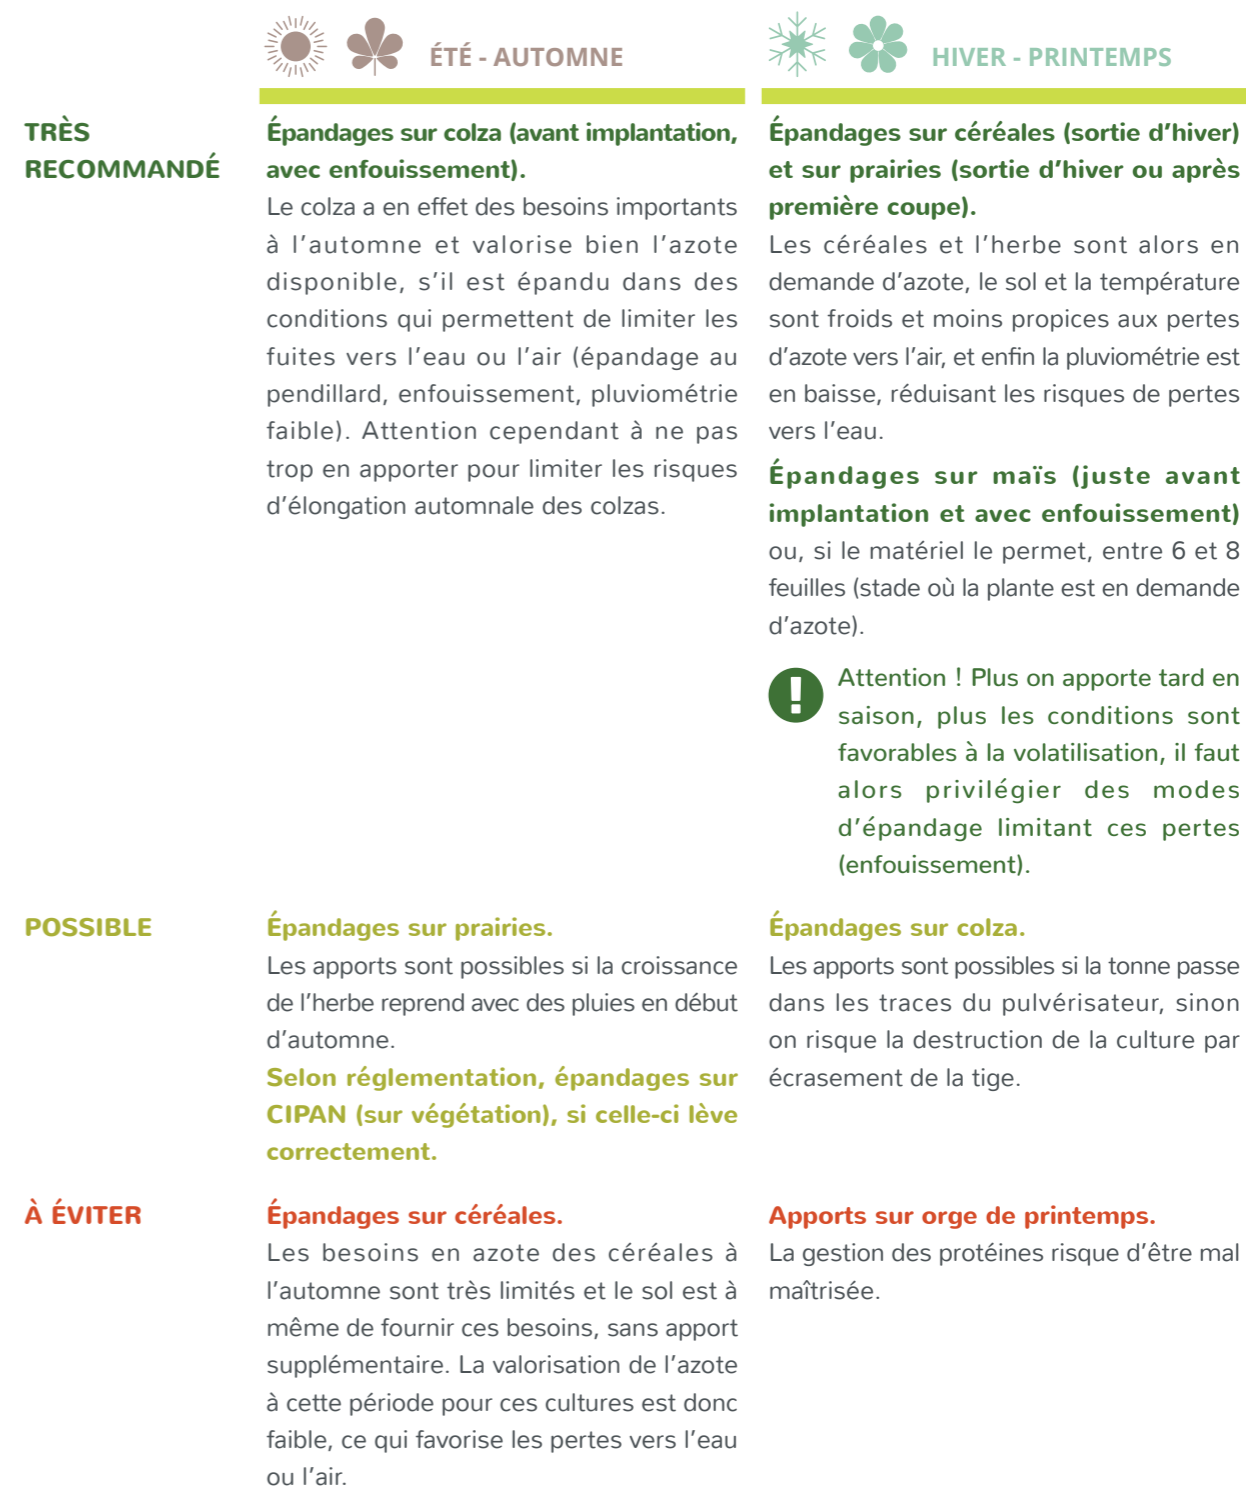 ÉTÉ - AUTOMNE
HIVER - PRINTEMPS
TRÈS
RECOMMANDÉ
Épandages sur colza (avant implantation,
avec enfouissement).
Le colza a en effet des besoins importants
à l’automne et valorise bien l’azote
disponible, s’il est épandu dans des
conditions qui permettent de limiter les
fuites vers l’eau ou l’air (épandage au
pendillard, enfouissement, pluviométrie
faible). Attention cependant à ne pas
trop en apporter pour limiter les risques
d’élongation automnale des colzas.
Épandages sur céréales (sortie d’hiver)
et sur prairies (sortie d’hiver ou après
première coupe).
Les céréales et l’herbe sont alors en
demande d’azote, le sol et la température
sont froids et moins propices aux pertes
d’azote vers l’air, et enfin la pluviométrie est
en baisse, réduisant les risques de pertes
vers l’eau.
Épandages sur maïs (juste avant
implantation et avec enfouissement)
ou, si le matériel le permet, entre 6 et 8
feuilles (stade où la plante est en demande
d’azote).
!
Attention ! Plus on apporte tard en
saison, plus les conditions sont
favorables à la volatilisation, il faut
alors privilégier des modes
d’épandage limitant ces pertes
(enfouissement).
POSSIBLE
Épandages sur prairies.
Les apports sont possibles si la croissance
de l’herbe reprend avec des pluies en début
d’automne.
Selon réglementation, épandages sur
CIPAN (sur végétation), si celle-ci lève
correctement.
Épandages sur colza.
Les apports sont possibles si la tonne passe
dans les traces du pulvérisateur, sinon
on risque la destruction de la culture par
écrasement de la tige.
À ÉVITER
Épandages sur céréales.
Les besoins en azote des céréales à
l’automne sont très limités et le sol est à
même de fournir ces besoins, sans apport
supplémentaire. La valorisation de l’azote
à cette période pour ces cultures est donc
faible, ce qui favorise les pertes vers l’eau
ou l’air.
Apports sur orge de printemps.
La gestion des protéines risque d’être mal
maîtrisée.